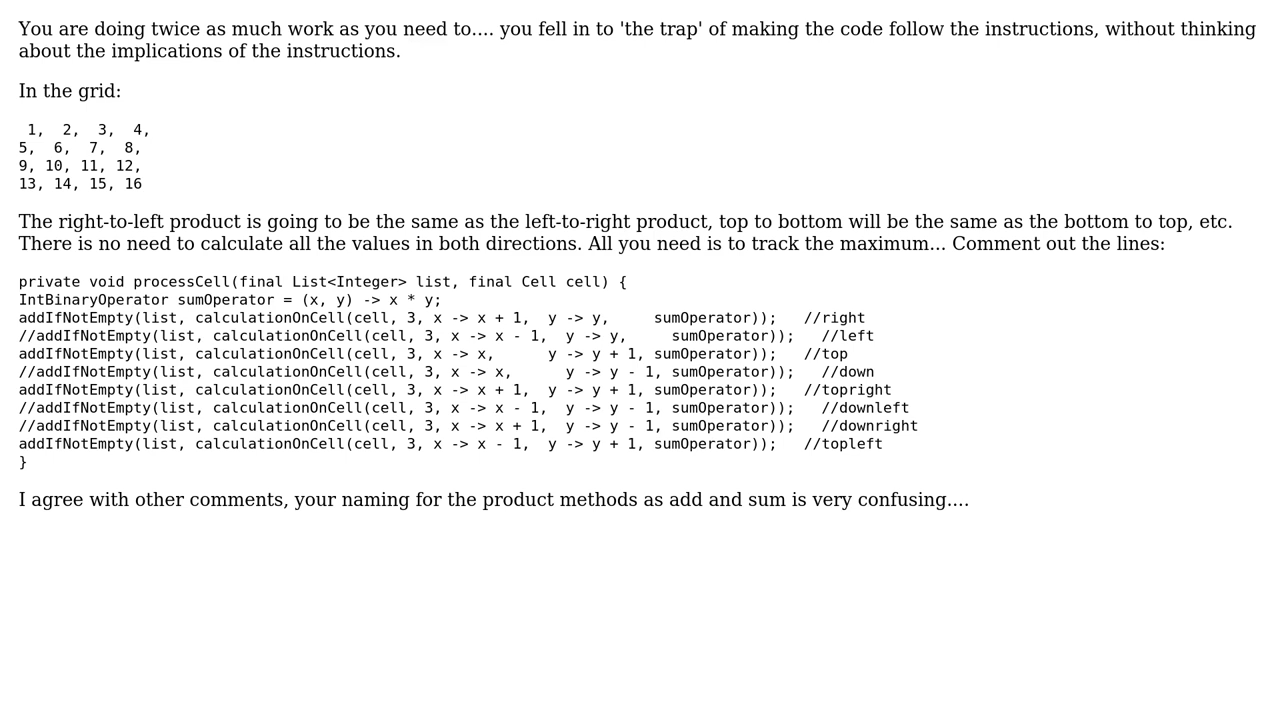 You are doing twice as much work as you need to.... you fell in to 'the trap' of making the code follow the instructions, without thinking
about the implications of the instructions.
In the grid:
 1,  2,  3,  4,
5,  6,  7,  8,
9, 10, 11, 12,
13, 14, 15, 16
The right-to-left product is going to be the same as the left-to-right product, top to bottom will be the same as the bottom to top, etc.
There is no need to calculate all the values in both directions. All you need is to track the maximum... Comment out the lines:
private void processCell(final List<Integer> list, final Cell cell) {
IntBinaryOperator sumOperator = (x, y) -> x * y;
addIfNotEmpty(list, calculationOnCell(cell, 3, x -> x + 1,  y -> y,     sumOperator));   //right
//addIfNotEmpty(list, calculationOnCell(cell, 3, x -> x - 1,  y -> y,     sumOperator));   //left
addIfNotEmpty(list, calculationOnCell(cell, 3, x -> x,      y -> y + 1, sumOperator));   //top
//addIfNotEmpty(list, calculationOnCell(cell, 3, x -> x,      y -> y - 1, sumOperator));   //down
addIfNotEmpty(list, calculationOnCell(cell, 3, x -> x + 1,  y -> y + 1, sumOperator));   //topright
//addIfNotEmpty(list, calculationOnCell(cell, 3, x -> x - 1,  y -> y - 1, sumOperator));   //downleft
//addIfNotEmpty(list, calculationOnCell(cell, 3, x -> x + 1,  y -> y - 1, sumOperator));   //downright
addIfNotEmpty(list, calculationOnCell(cell, 3, x -> x - 1,  y -> y + 1, sumOperator));   //topleft
}
I agree with other comments, your naming for the product methods as add and sum is very confusing....